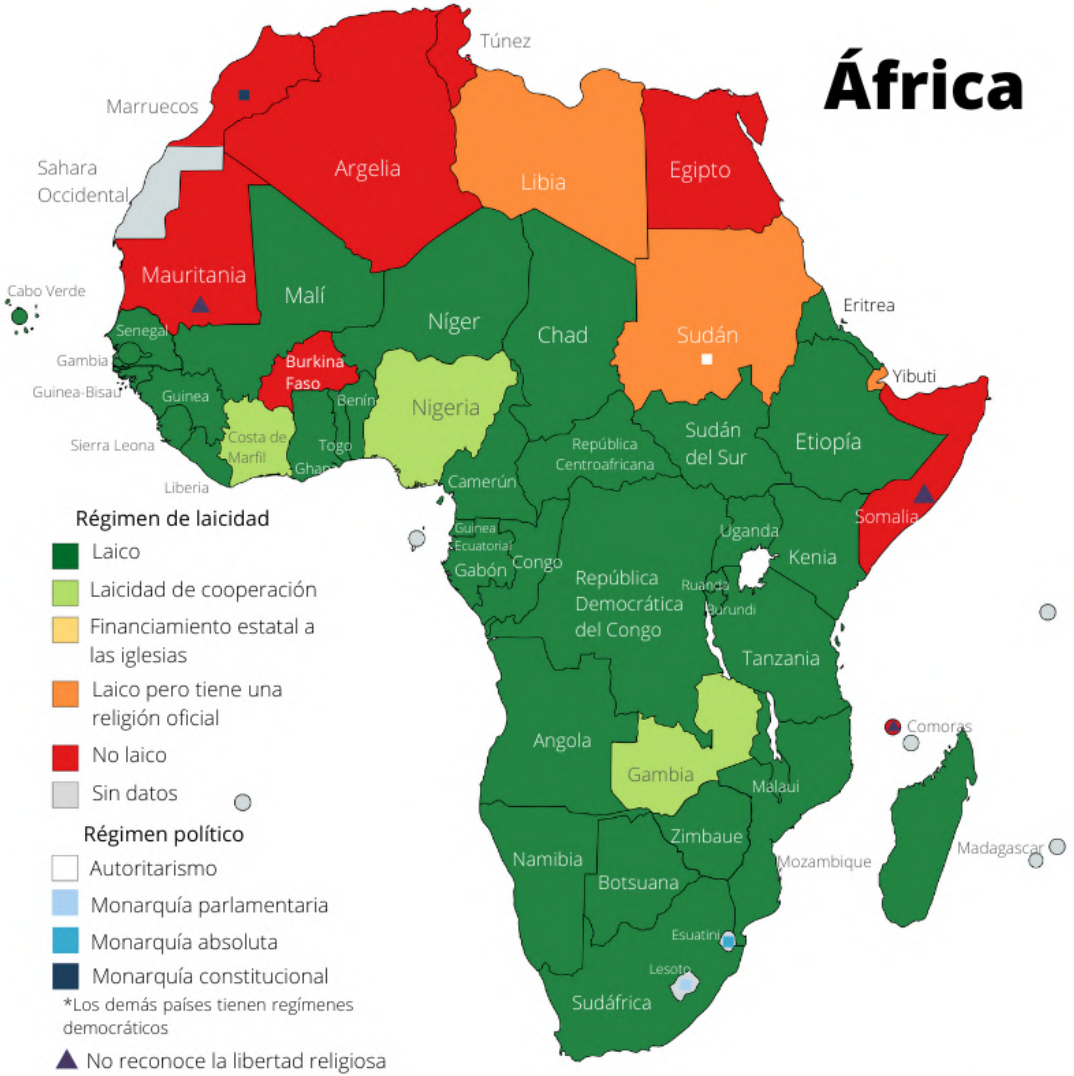 África
Túnez
Marruecos
Sahara
Occidental
Argelia
Libia
Egipto
Mauritania
Cabo Verde
Malí
Níger
Chad
Sudán
Eritrea
Senegal
Gambia
Guinea-Bisau
Guinea
Burkina
Faso
Benín
Nigeria
Yibuti
Sierra Leona
Costa de
Marfil
Togo
Ghana
Liberia
Camerún
República
Centroafricana
Sudán
del Sur
Etiopía
Somalia
Guinea
Ecuatorial
Gabón
Congo
República
Democrática
del Congo
Uganda
Kenia
Ruanda
Burundi
Tanzania
Comoras
Angola
Gambia
Malaui
Zimbaue
Mozambique
Madagascar
Namibia
Botsuana
Esuatini
Lesoto
Sudáfrica
Régimen de laicidad
Laico
Laicidad de cooperación
Financiamiento estatal a
las iglesias
Laico pero tiene una
religión oficial
No laico
Sin datos
Régimen político
Autoritarismo
Monarquía parlamentaria
Monarquía absoluta
Monarquía constitucional
*Los demás países tienen regímenes
democráticos
No reconoce la libertad religiosa